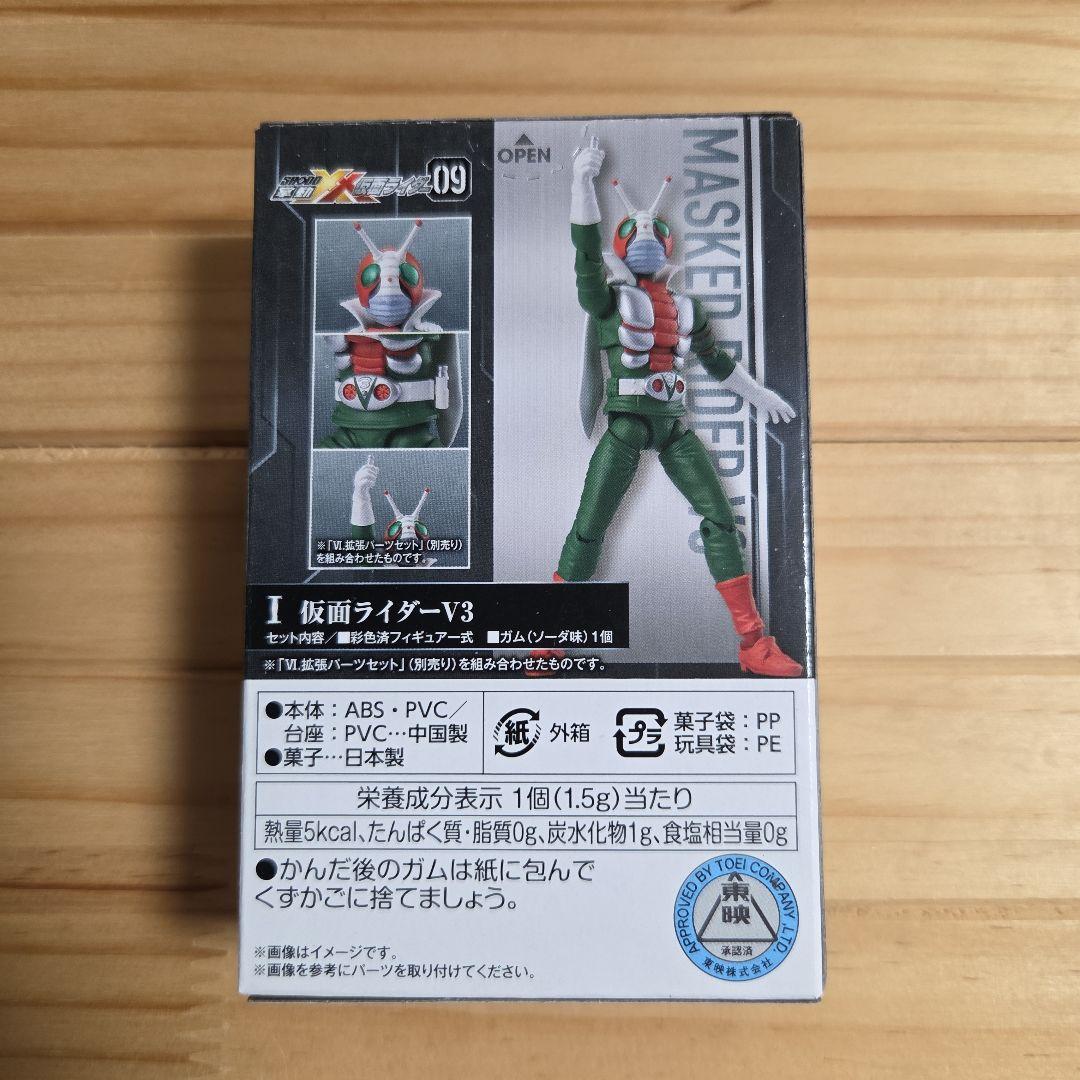 OPEN
SHODO
掌動XX仮面ライダー09
MASKED RIDER V3
※「Ⅵ.拡張パーツセット」(別売り)
を組み合わせたものです。
Ⅰ 仮面ライダーV3
セット内容/■彩色済フィギュア一式 ■ガム(ソーダ味)1個
※「Ⅵ.拡張パーツセット」(別売り)を組み合わせたものです。
●本体:ABS・PVC/
台座:PVC…中国製
●菓子…日本製
紙 外箱
プラ 菓子袋:PP
玩具袋:PE
栄養成分表示 1個(1.5g)当たり
熱量5kcal、たんぱく質・脂質0g、炭水化物1g、食塩相当量0g
●かんだ後のガムは紙に包んで
くずかごに捨てましょう。
APPROVED BY TOEI COMPANY, LTD.
東映
承認済
東映株式会社
※画像はイメージです。
※画像を参考にパーツを取り付けてください。